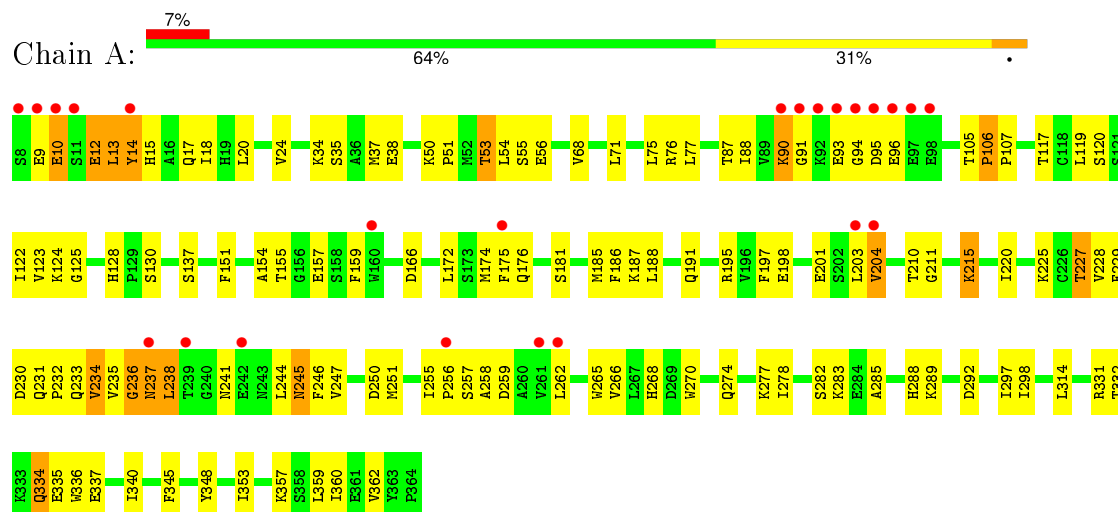 7%
Chain A:
64% 31% •
S8 E9 E10 S11 E12 L13 Y14 H15 A16 Q17 I18 H19 L20 V24 K34 S35 A36 M37 E38 K50 P51 M52 T53 L54 S55 E56 V68 L71 L75 R76 L77 T87 I88 V89 K90 G91 K92 E93 G94 D95 E96 E97 E98 T105 P106 P107 T117 C118 L119 S120 S121
I122 V123 K124 G125 H128 P129 S130 S137 F151 A154 T155 G156 E157 S158 F159 W160 D166 L172 S173 M174 F175 Q176 S181 M185 F186 K187 L188 Q191 R195 V196 F197 E198 E201 S202 L203 V204 T210 G211 K215 I220 K225 C226 T227 V228 E229
D230 Q231 P232 Q233 V234 V235 G236 N237 L238 T239 G240 N241 E242 N243 L244 N245 F246 V247 D250 M251 I255 P256 S257 A258 D259 A260 V261 L262 W265 V266 L267 H268 D269 W270 Q274 K277 I278 S282 K283 E284 A285 H288 K289 D292 I297 I298 L314 R331 T332
K333 Q334 E335 W336 E337 I340 F345 Y348 I353 K357 S358 L359 I360 E361 V362 Y363 P364